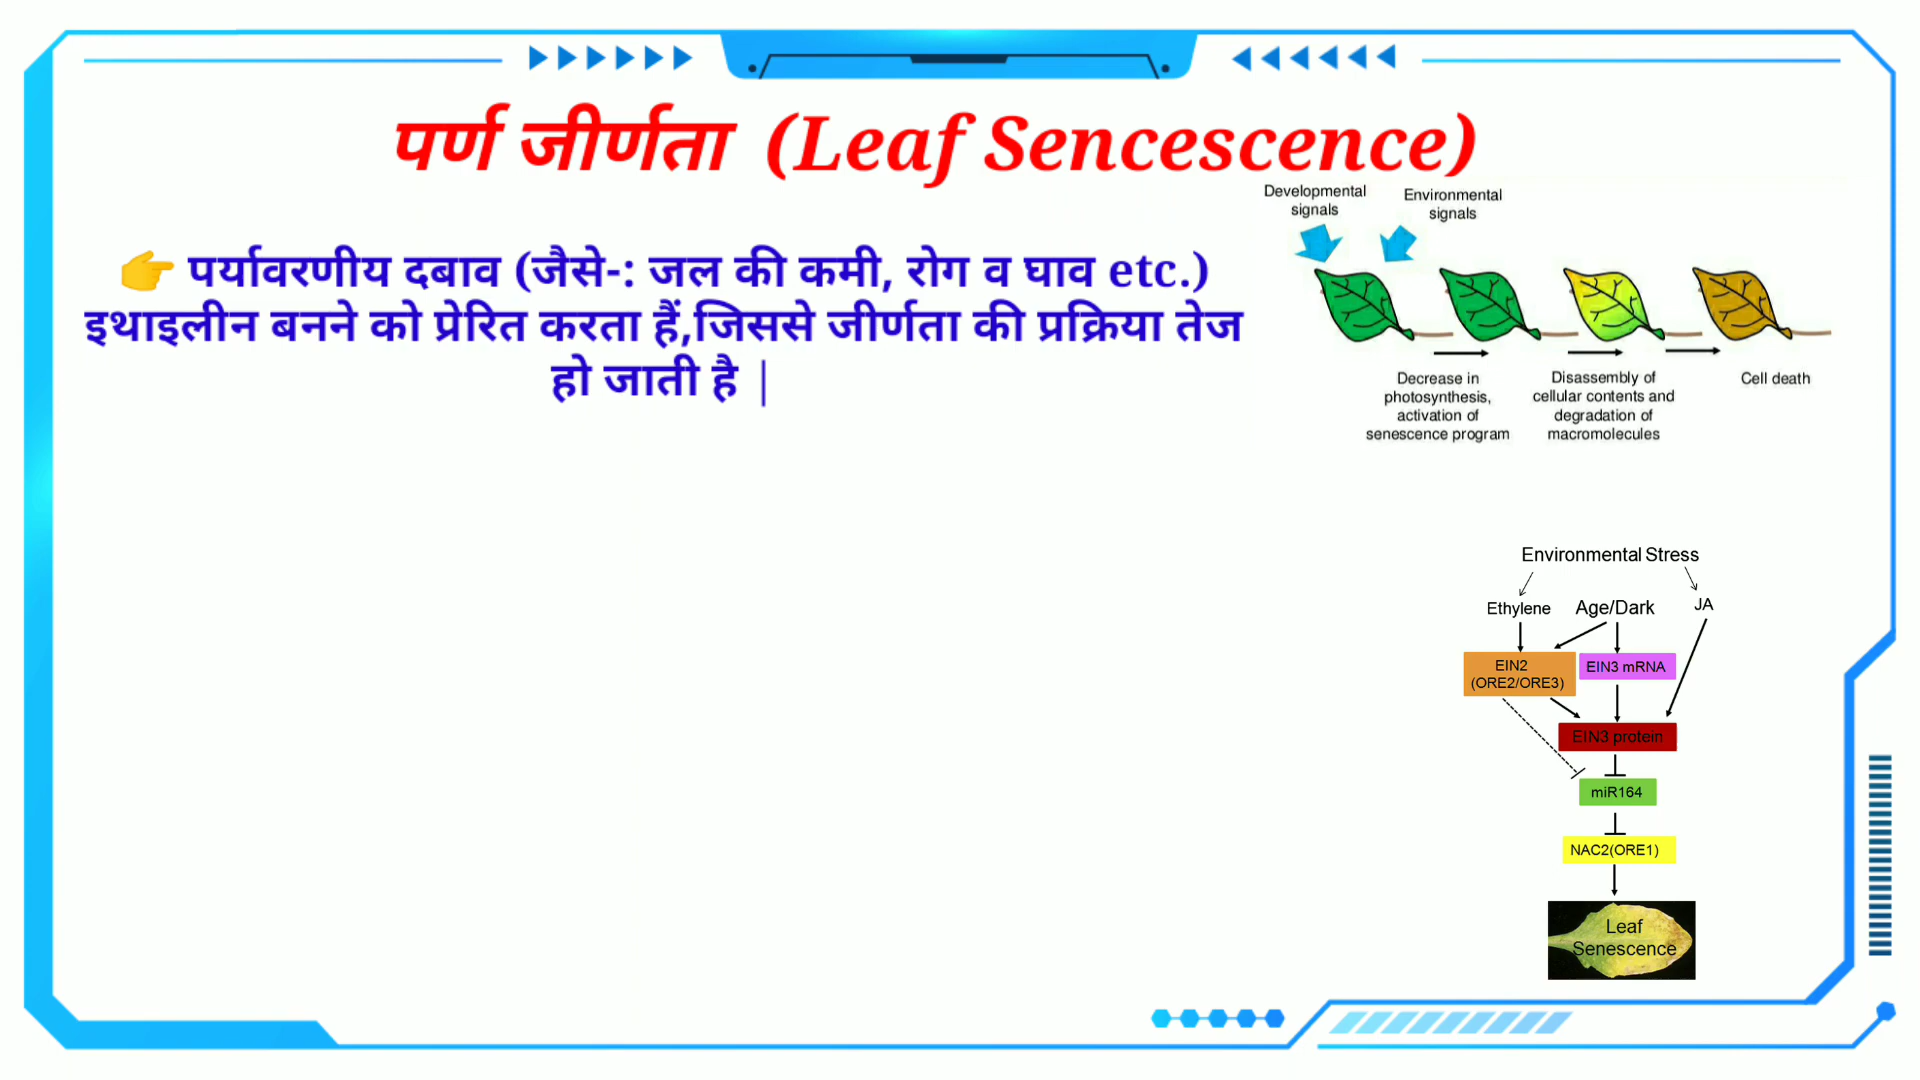 पर्ण जीर्णता (Leaf Sencescence)
👉 पर्यावरणीय दबाव (जैसे-: जल की कमी, रोग व घाव etc.)
इथाइलीन बनने को प्रेरित करता हैं,जिससे जीर्णता की प्रक्रिया तेज
हो जाती है |
Developmental
signals
Environmental
signals
Decrease in
photosynthesis,
activation of
senescence program
Disassembly of
cellular contents and
degradation of
macromolecules
Cell death
Environmental Stress
Ethylene
Age/Dark
JA
EIN2
(ORE2/ORE3)
EIN3 mRNA
EIN3 protein
miR164
NAC2(ORE1)
Leaf
Senescence